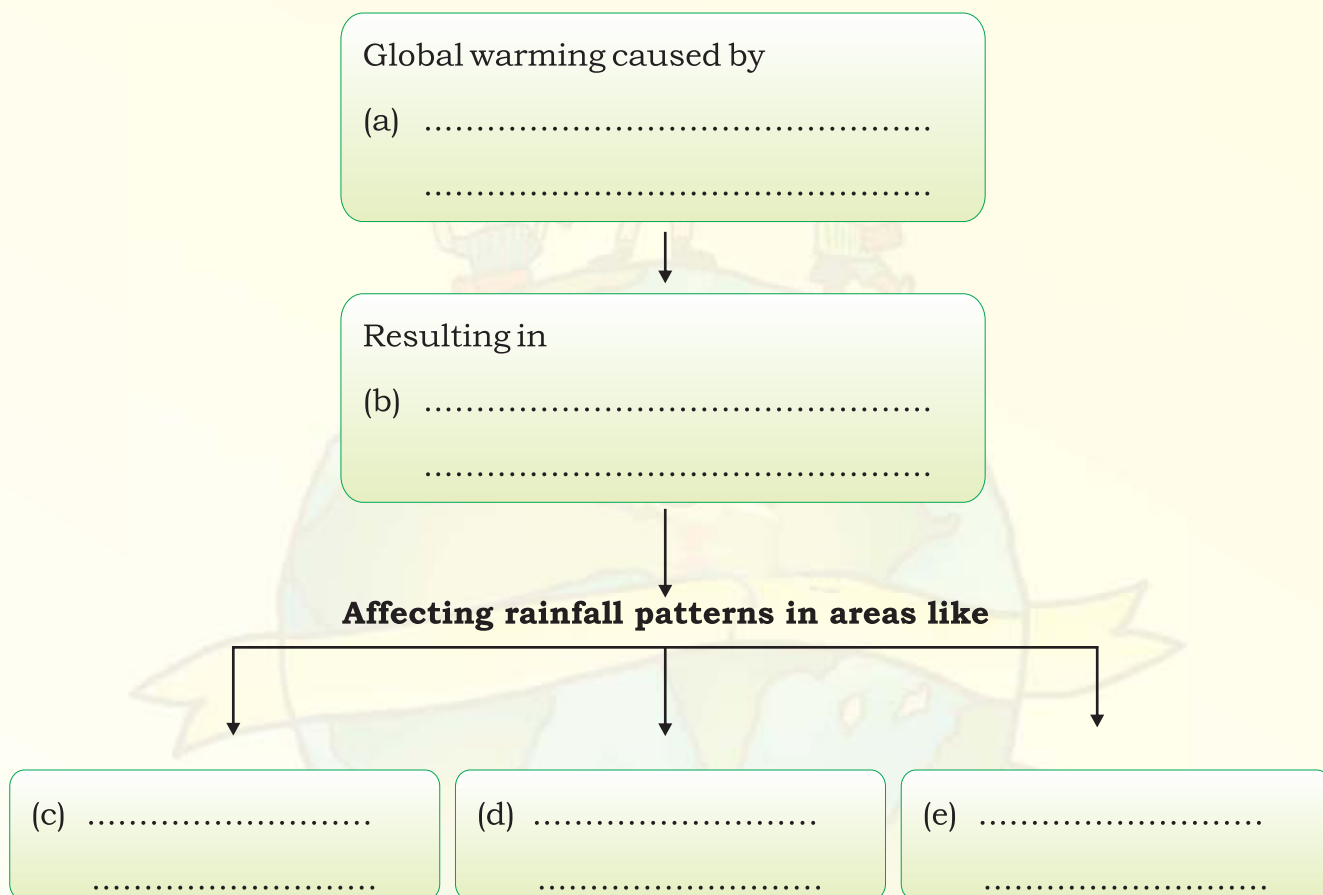 Global warming caused by
(a) ................................................
................................................
Resulting in
(b) ................................................
................................................
Affecting rainfall patterns in areas like
(c) ...........................
...........................
(d) ...........................
...........................
(e) ...........................
...........................